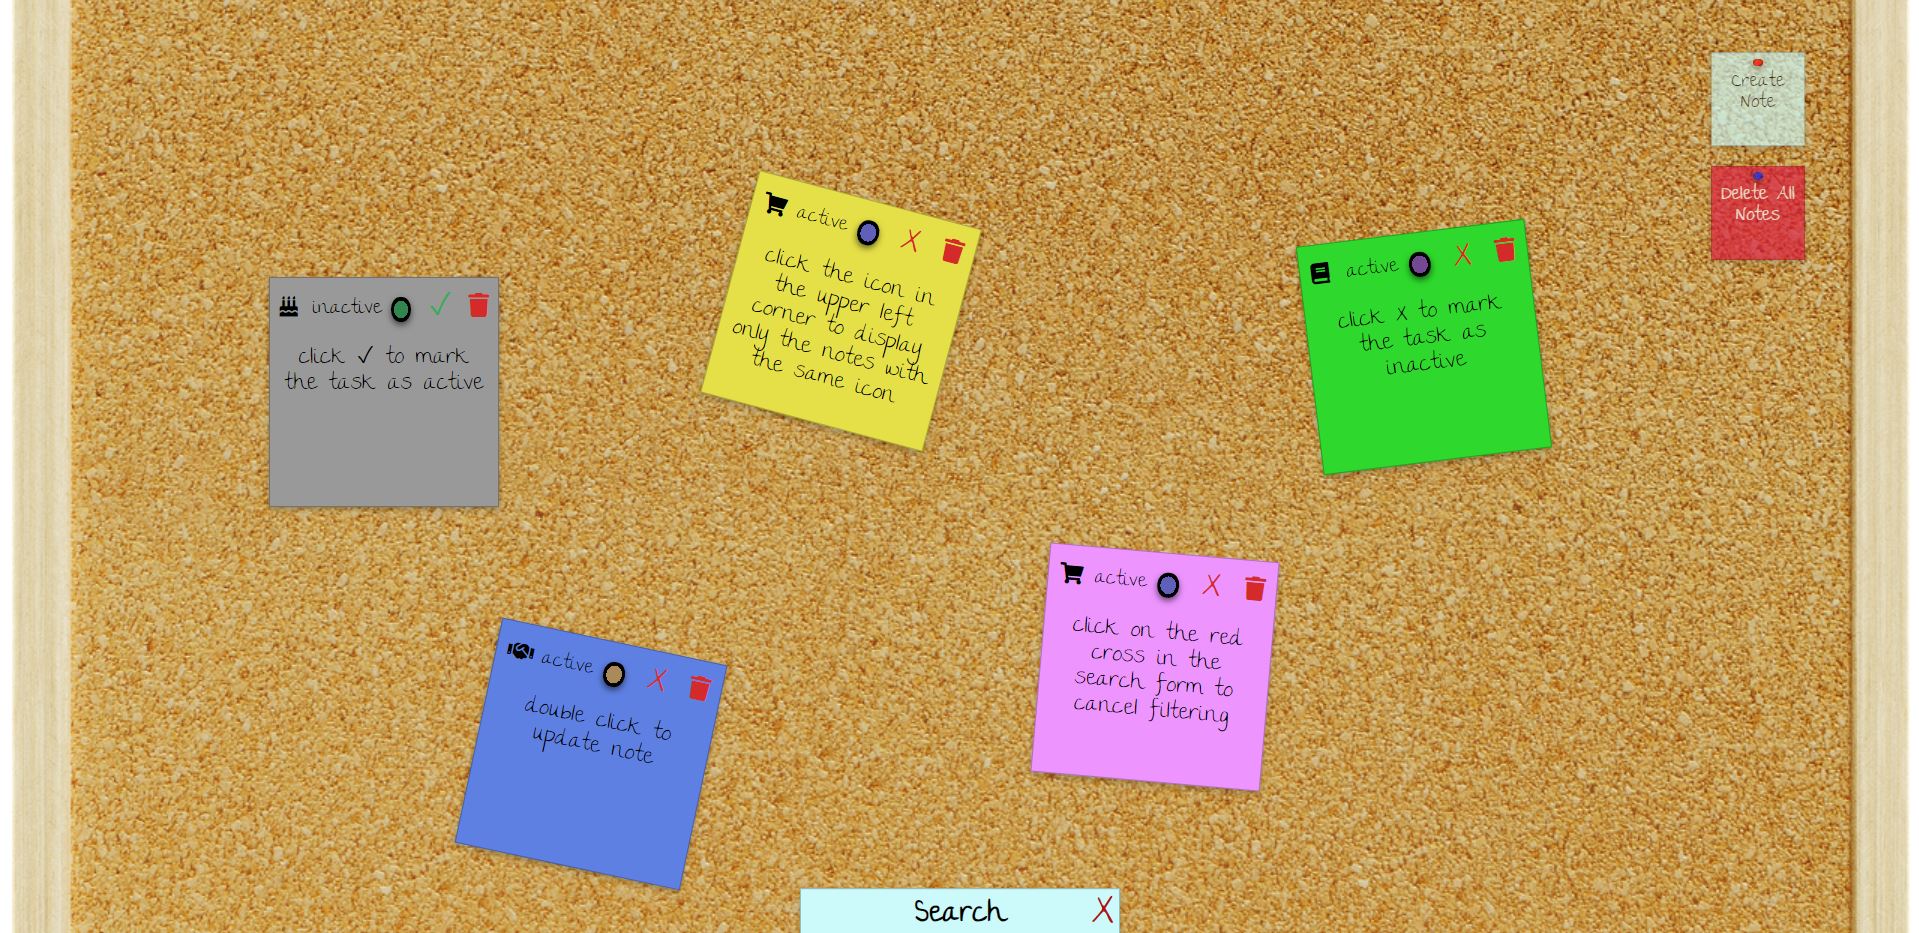 Create
Note
Delete All
Notes
active
click the icon in
the upper left
corner to display
only the notes with
the same icon
active
click X to mark
the task as
inactive
inactive
click ✓ to mark
the task as active
active
click on the red
cross in the
search form to
cancel filtering
active
double click to
update note
Search X